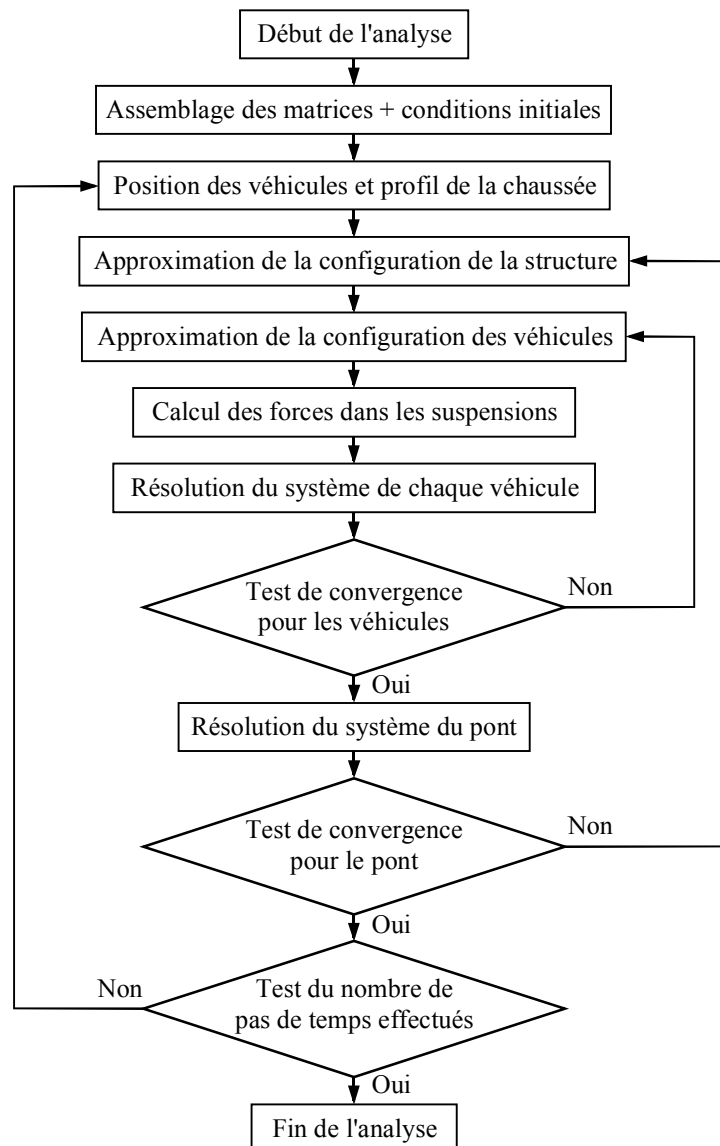 Début de l'analyse
Assemblage des matrices + conditions initiales
Position des véhicules et profil de la chaussée
Approximation de la configuration de la structure
Approximation de la configuration des véhicules
Calcul des forces dans les suspensions
Résolution du système de chaque véhicule
Test de convergence
pour les véhicules
Non
Oui
Résolution du système du pont
Test de convergence
pour le pont
Non
Oui
Test du nombre de
pas de temps effectués
Non
Oui
Fin de l'analyse